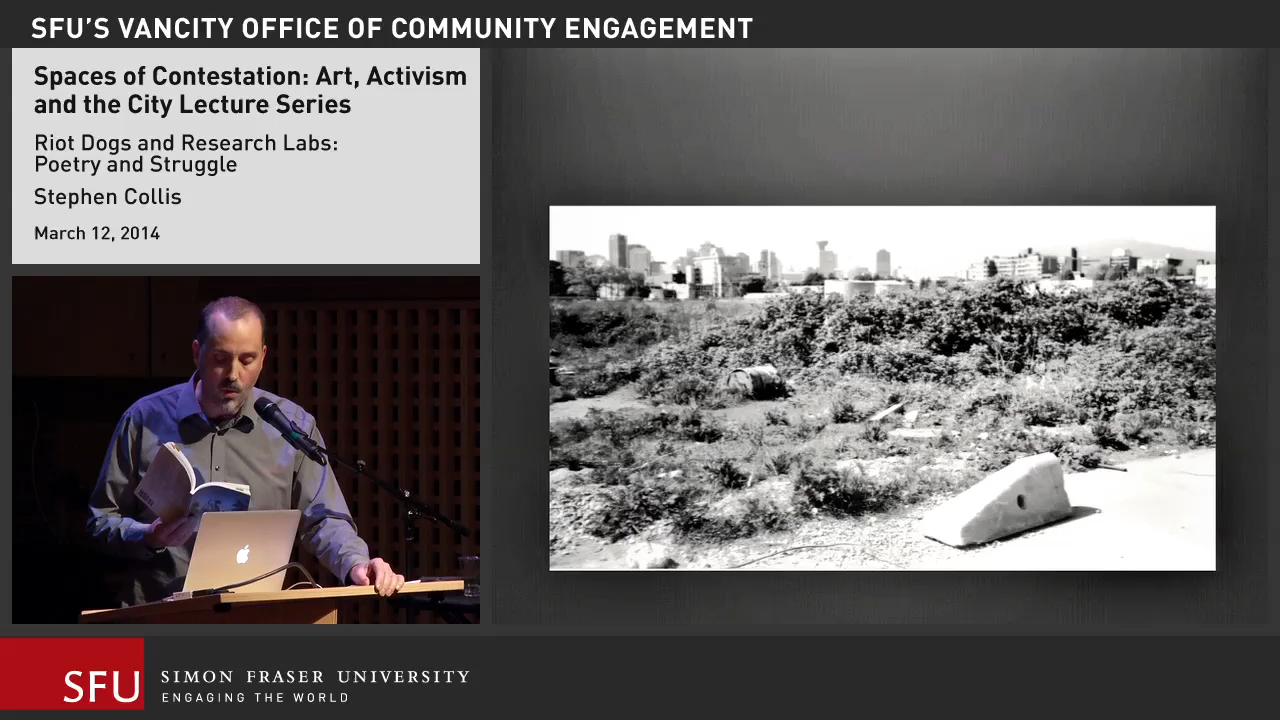 SFU'S VANCITY OFFICE OF COMMUNITY ENGAGEMENT
Spaces of Contestation: Art, Activism
and the City Lecture Series
Riot Dogs and Research Labs:
Poetry and Struggle
Stephen Collis
March 12, 2014
SFU
SIMON FRASER UNIVERSITY
ENGAGING THE WORLD